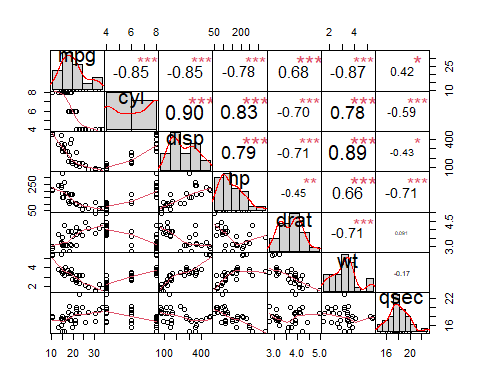 4 6 8 50 200 2 4
mpg -0.85 *** -0.85 *** -0.78 *** 0.68 *** -0.87 *** 0.42 * 10 25
4 6 8 cyl 0.90 *** 0.83 *** -0.70 *** 0.78 *** -0.59 ***
disp 0.79 *** -0.71 *** 0.89 *** -0.43 * 100 400
50 250 hp -0.45 ** 0.66 *** -0.71 ***
drat -0.71 *** 0.091 3.0 4.5
2 4 wt -0.17
qsec 16 22
10 20 30 100 400 3.0 4.0 5.0 16 20